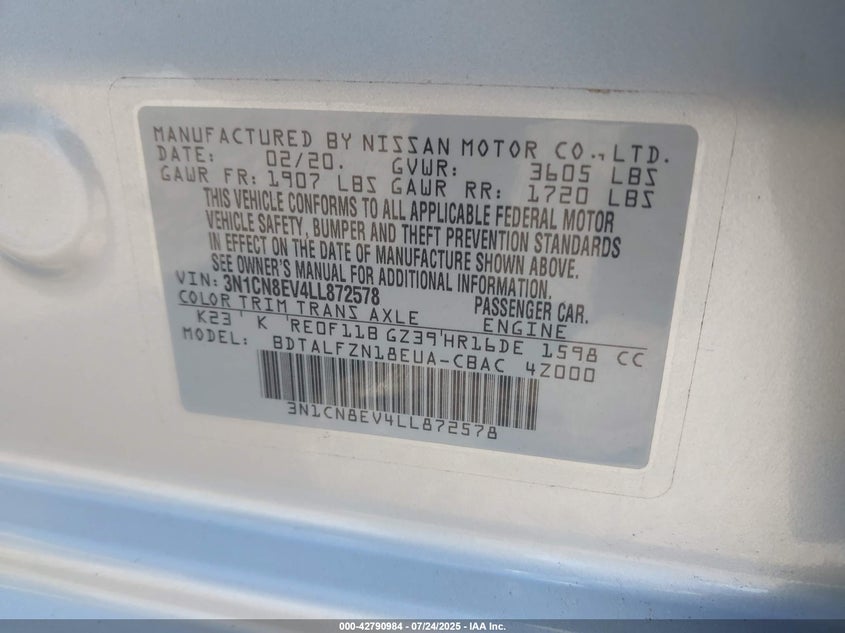 MANUFACTURED BY NISSAN MOTOR CO., LTD.
DATE: 02/20. GVWR: 3605 LBS
GAWR FR: 1907 LBS GAWR RR: 1720 LBS
THIS VEHICLE CONFORMS TO ALL APPLICABLE FEDERAL MOTOR
VEHICLE SAFETY, BUMPER AND THEFT PREVENTION STANDARDS
IN EFFECT ON THE DATE OF MANUFACTURE SHOWN ABOVE.
SEE OWNER'S MANUAL FOR ADDITIONAL INFORMATION.
VIN: 3N1CN8EV4LL872578 PASSENGER CAR.
COLOR TRIM TRANS AXLE ENGINE
K23' K 'RE0F11B GZ39'HR16DE 1598 CC
MODEL: BDTALFZN18EUA-CBAC 4Z000
3N1CN8EV4LL872578
000-42790984 - 07/24/2025 - IAA Inc.